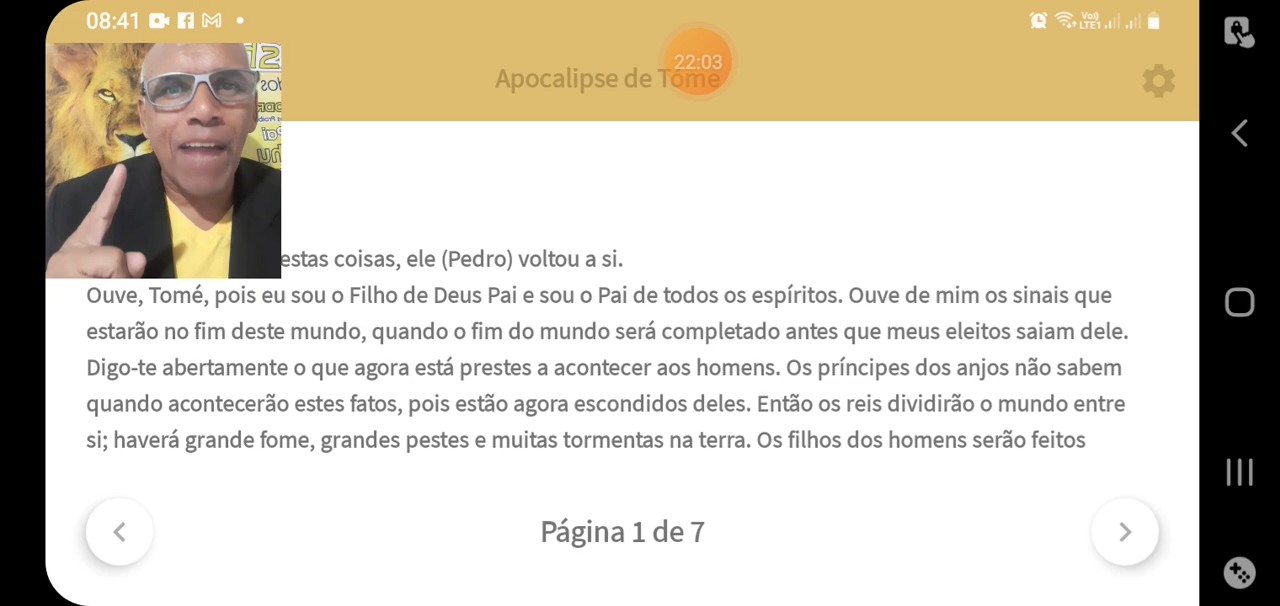 08:41
Vo)) LTE1
22:03
Apocalipse de Tomé
estas coisas, ele (Pedro) voltou a si.
Ouve, Tomé, pois eu sou o Filho de Deus Pai e sou o Pai de todos os espíritos. Ouve de mim os sinais que
estarão no fim deste mundo, quando o fim do mundo será completado antes que meus eleitos saiam dele.
Digo-te abertamente o que agora está prestes a acontecer aos homens. Os príncipes dos anjos não sabem
quando acontecerão estes fatos, pois estão agora escondidos deles. Então os reis dividirão o mundo entre
si; haverá grande fome, grandes pestes e muitas tormentas na terra. Os filhos dos homens serão feitos
Página 1 de 7